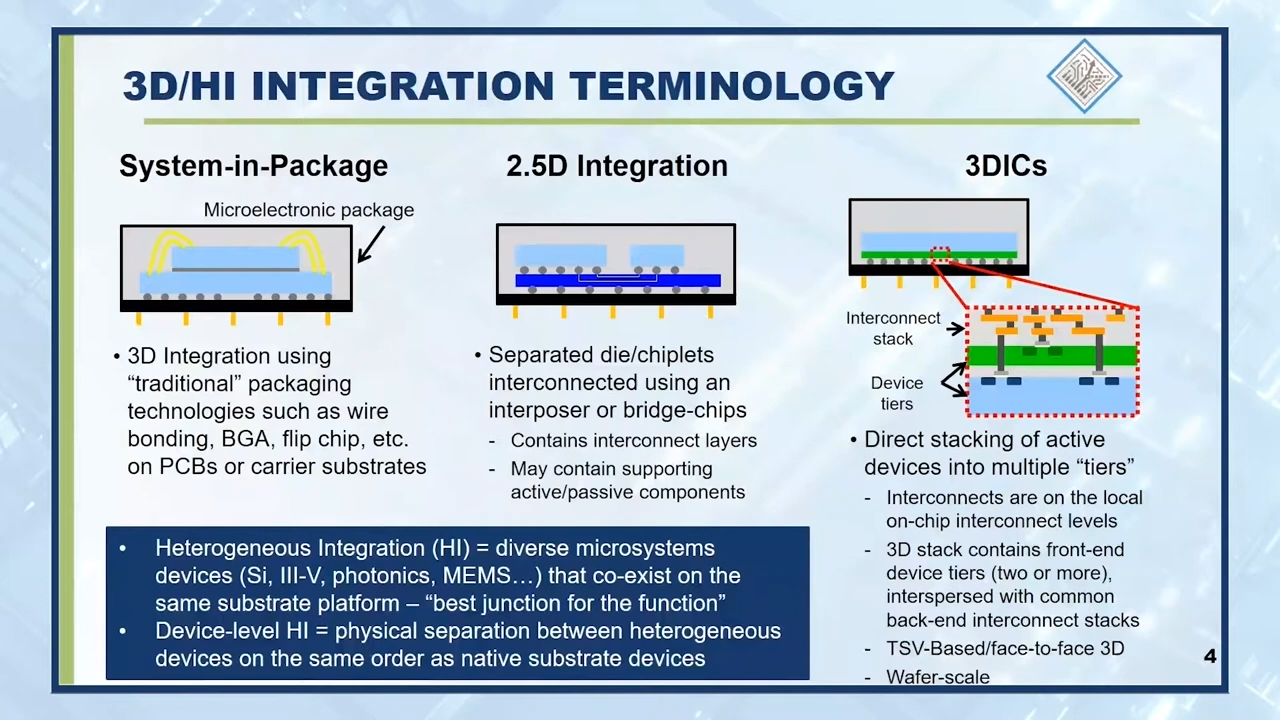 3D/HI INTEGRATION TERMINOLOGY
System-in-Package
Microelectronic package
• 3D Integration using
“traditional” packaging
technologies such as wire
bonding, BGA, flip chip, etc.
on PCBs or carrier substrates
2.5D Integration
• Separated die/chiplets
interconnected using an
interposer or bridge-chips
- Contains interconnect layers
- May contain supporting
active/passive components
3DICs
Interconnect
stack
Device
tiers
• Direct stacking of active
devices into multiple “tiers”
- Interconnects are on the local
on-chip interconnect levels
- 3D stack contains front-end
device tiers (two or more),
interspersed with common
back-end interconnect stacks
- TSV-Based/face-to-face 3D
- Wafer-scale
• Heterogeneous Integration (HI) = diverse microsystems
devices (Si, III-V, photonics, MEMS…) that co-exist on the
same substrate platform – “best junction for the function”
• Device-level HI = physical separation between heterogeneous
devices on the same order as native substrate devices
4